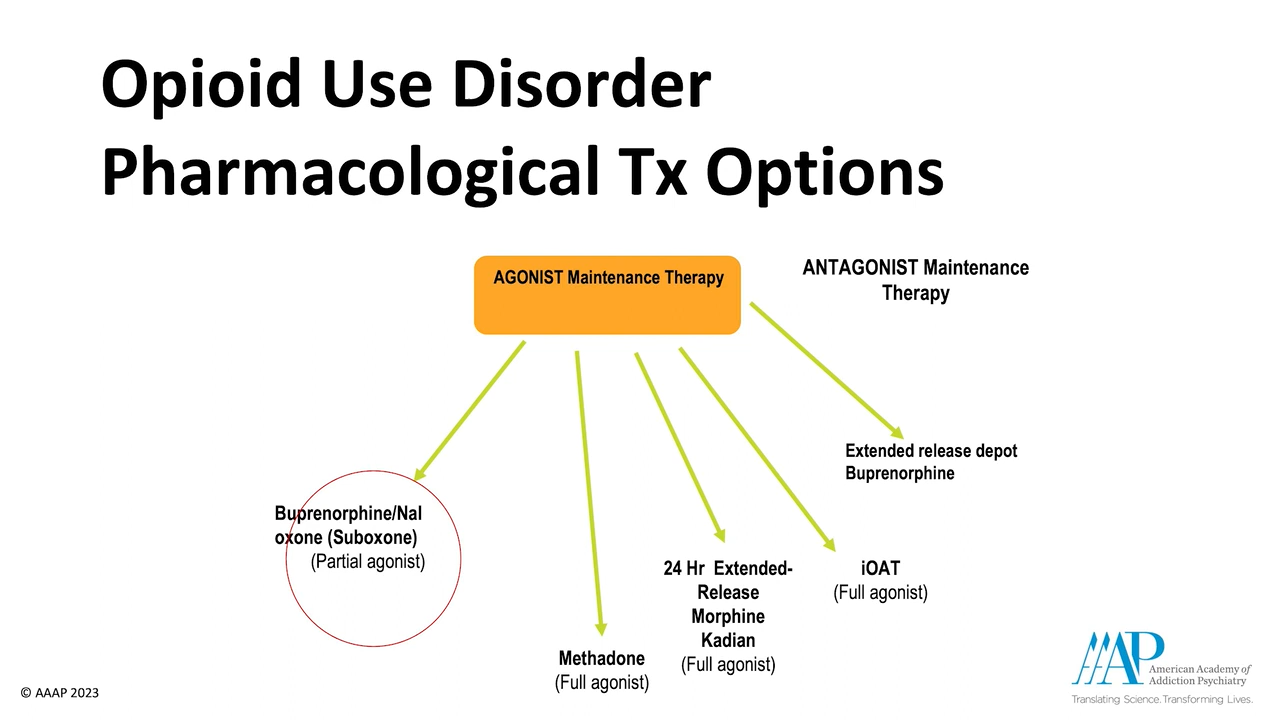 Opioid Use Disorder
Pharmacological Tx Options
AGONIST Maintenance Therapy
ANTAGONIST Maintenance
Therapy
Extended release depot
Buprenorphine
Buprenorphine/Nal
oxone (Suboxone)
(Partial agonist)
24 Hr Extended-
Release
Morphine
Kadian
(Full agonist)
iOAT
(Full agonist)
Methadone
(Full agonist)
AAAP
American Academy of
Addiction Psychiatry
Translating Science. Transforming Lives.
© AAAP 2023